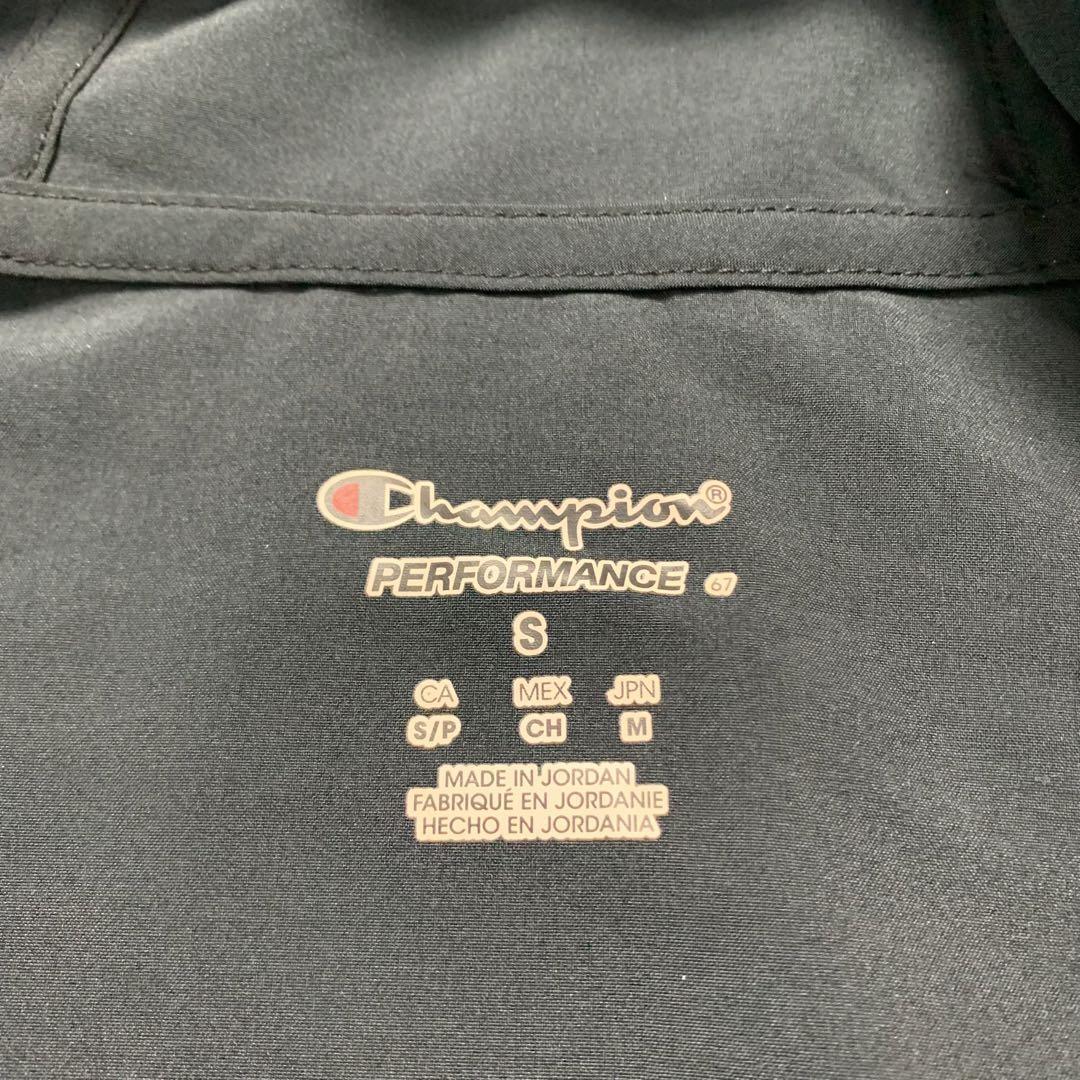 Champion®
PERFORMANCE 67
S
CA MEX JPN
S/P CH M
MADE IN JORDAN
FABRIQUÉ EN JORDANIE
HECHO EN JORDANIA